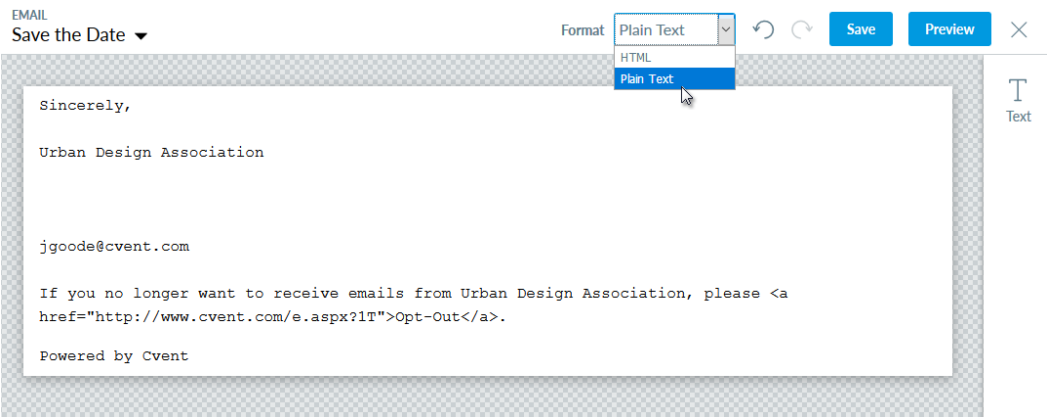 EMAIL
Save the Date
Format Plain Text Save Preview
HTML
Plain Text
Text
Sincerely,
Urban Design Association
jgoode@cvent.com
If you no longer want to receive emails from Urban Design Association, please <a
href="http://www.cvent.com/e.aspx?1T">Opt-Out</a>.
Powered by Cvent